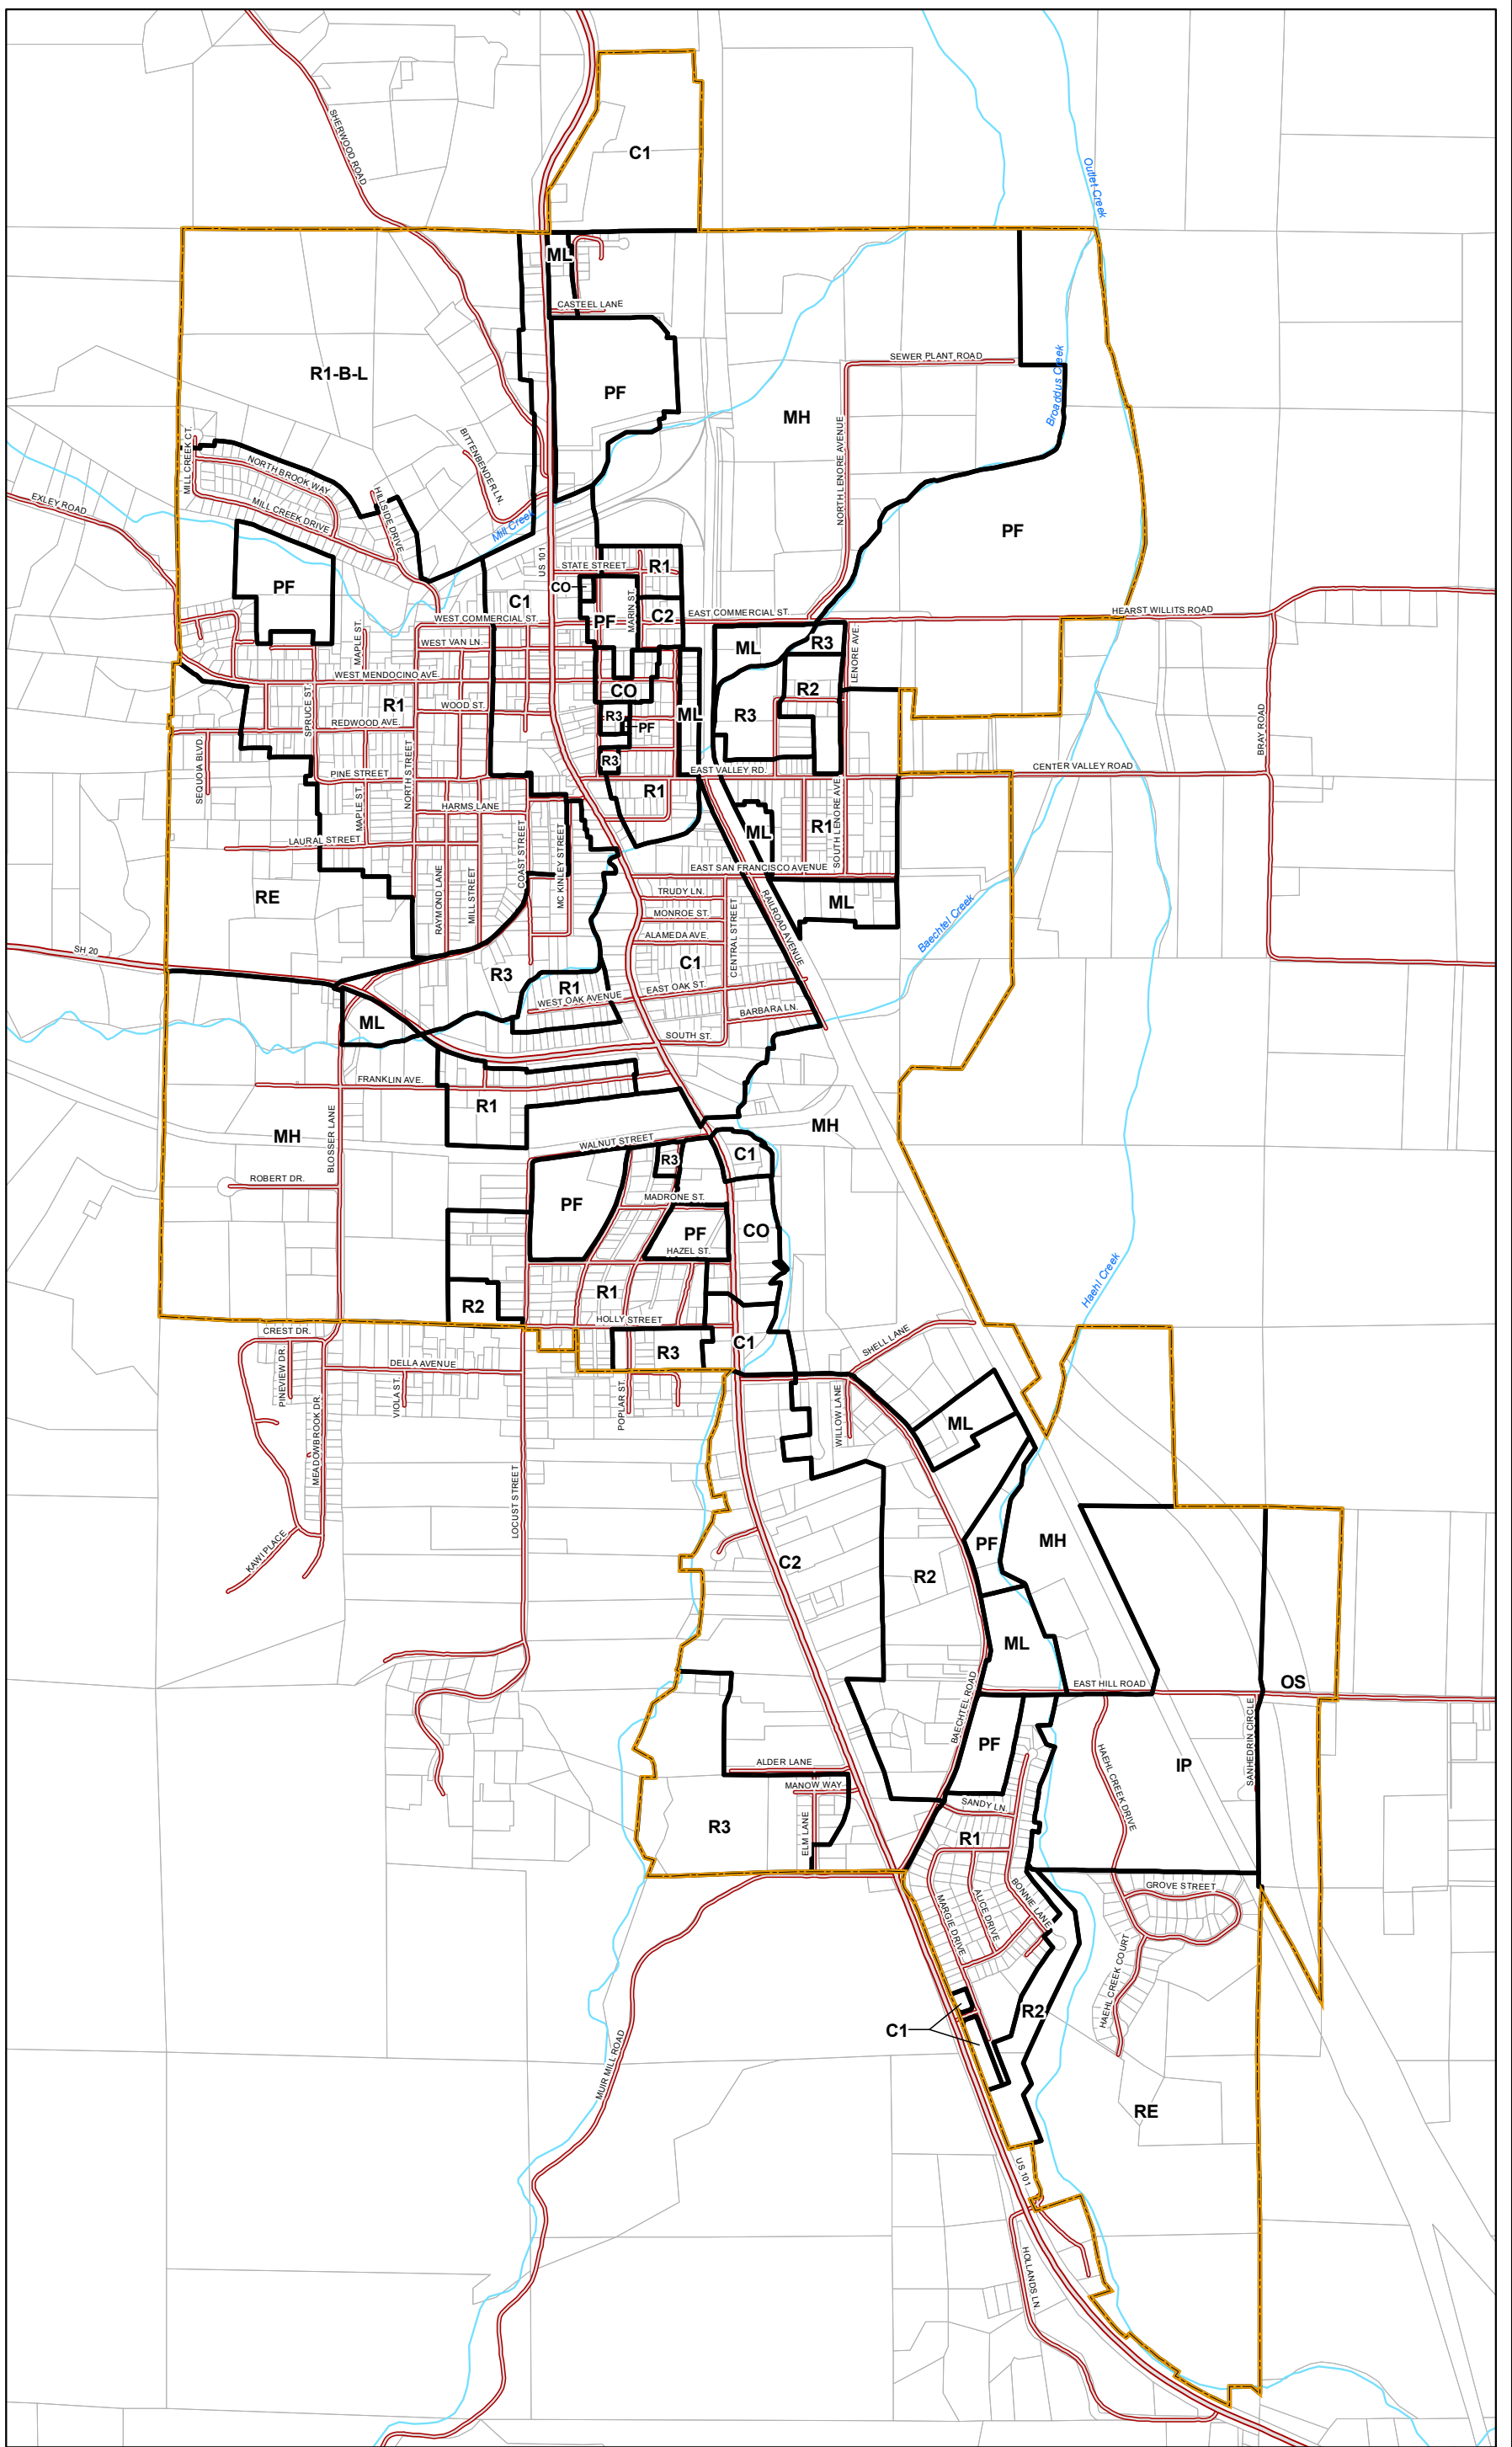 SHERWOOD ROAD
C1
Outlet Creek
ML
CASTEEL LANE
SEWER PLANT ROAD
R1-B-L
PF
MH
Broaddus Creek
BITTENBENDER LN.
NORTH LENORE AVENUE
MILL CREEK CT.
NORTH BROOK WAY
HILLSIDE DRIVE
EXLEY ROAD
MILL CREEK DRIVE
Mill Creek
PF
US 101
STATE STREET
R1
PF
CO
C1
MARIN ST.
C2
EAST COMMERCIAL ST.
HEARST WILLITS ROAD
WEST COMMERCIAL ST.
PF
MAPLE ST.
WEST VAN LN.
ML
R3
LENORE AVE.
WEST MENDOCINO AVE.
CO
R2
R1
WOOD ST.
SPRUCE ST.
REDWOOD AVE.
R3
PF
ML
R3
BRAY ROAD
SEQUOIA BLVD.
PINE STREET
NORTH STREET
R3
EAST VALLEY RD.
CENTER VALLEY ROAD
R1
MAPLE ST.
HARMS LANE
COAST STREET
MC KINLEY STREET
ML
R1
SOUTH LENORE AVE.
LAURAL STREET
EAST SAN FRANCISCO AVENUE
RE
RAYMOND LANE
MILL STREET
TRUDY LN.
RAILROAD AVENUE
ML
MONROE ST.
CENTRAL STREET
Baechtel Creek
ALAMEDA AVE.
SH 20
C1
R3
R1
EAST OAK ST.
WEST OAK AVENUE
BARBARA LN.
ML
SOUTH ST.
FRANKLIN AVE.
R1
MH
BLOSSER LANE
MH
WALNUT STREET
C1
R3
ROBERT DR.
PF
MADRONE ST.
PF
CO
HAZEL ST.
Haehl Creek
R1
R2
HOLLY STREET
CREST DR.
C1
SHELL LANE
R3
DELLA AVENUE
PINEVIEW DR.
VIOLA ST.
POPLAR ST.
WILLOW LANE
ML
MEADOWBROOK DR.
LOCUST STREET
KAWI PLACE
PF
MH
C2
R2
ML
EAST HILL ROAD
OS
BAECHTEL ROAD
PF
HAEHL CREEK DRIVE
SANHEDRIN CIRCLE
ALDER LANE
IP
MANOW WAY
SANDY LN.
R3
ELM LANE
R1
GROVE STREET
MARGIE DRIVE
ALICE DRIVE
BONNIE LANE
HAEHL CREEK COURT
R2
C1
MUIR MILL ROAD
RE
US 101
HOLLANDS LN.